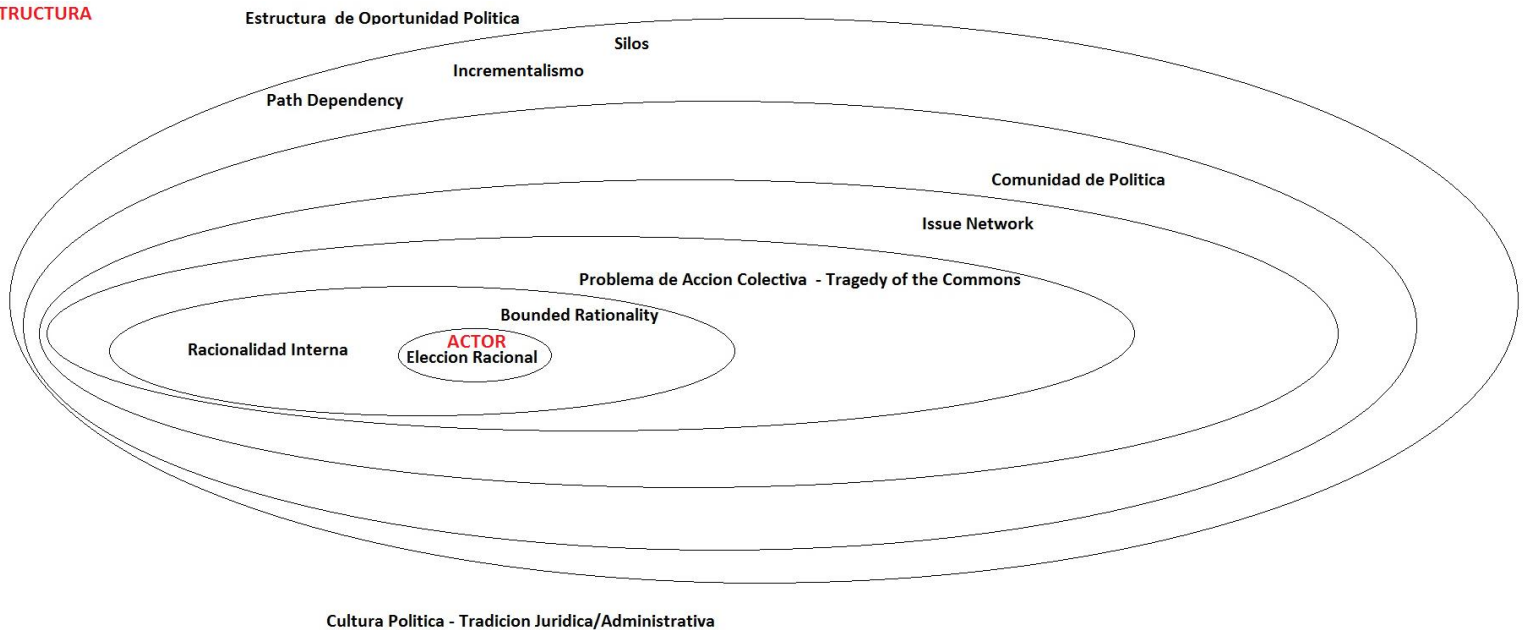 TRUCTURA
Estructura de Oportunidad Politica
Silos
Incrementalismo
Path Dependency
Comunidad de Politica
Issue Network
Problema de Accion Colectiva - Tragedy of the Commons
Bounded Rationality
ACTOR
Racionalidad Interna
Eleccion Racional
Cultura Politica - Tradicion Juridica/Administrativa